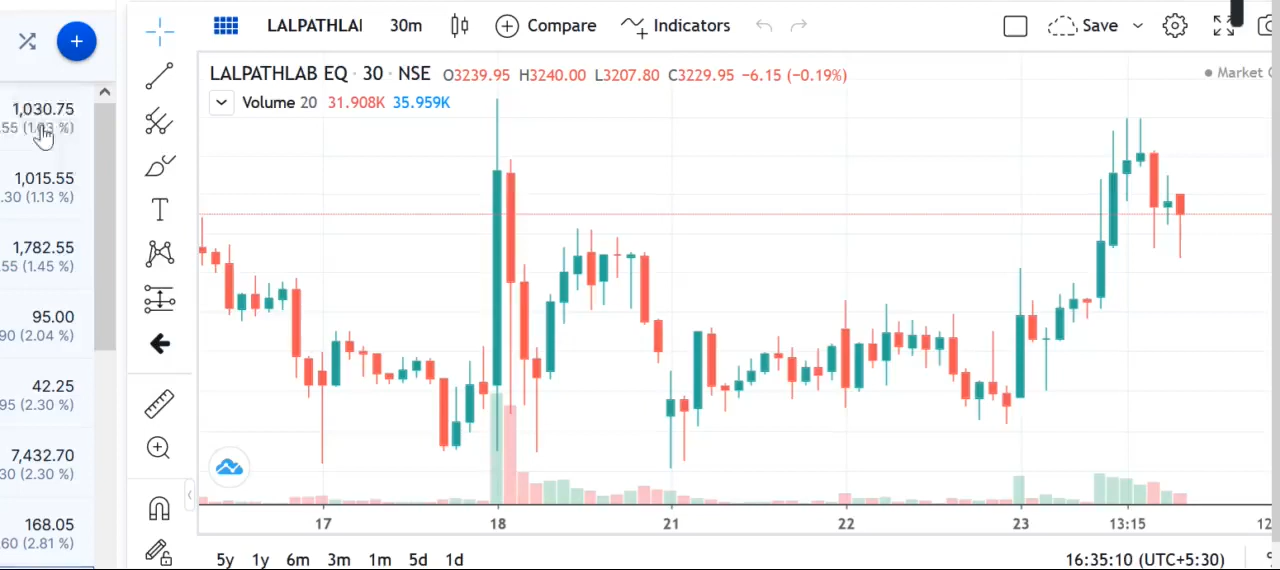 LALPATHLAI 30m Compare Indicators Save
LALPATHLAB EQ · 30 · NSE O3239.95 H3240.00 L3207.80 C3229.95 −6.15 (−0.19%)
Market
Volume 20 31.908K 35.959K
1,030.75
.55 (1.03 %)
1,015.55
.30 (1.13 %)
1,782.55
.55 (1.45 %)
95.00
90 (2.04 %)
42.25
.95 (2.30 %)
7,432.70
30 (2.30 %)
168.05
.60 (2.81 %)
17 18 21 22 23 13:15 12
5y 1y 6m 3m 1m 5d 1d 16:35:10 (UTC+5:30)